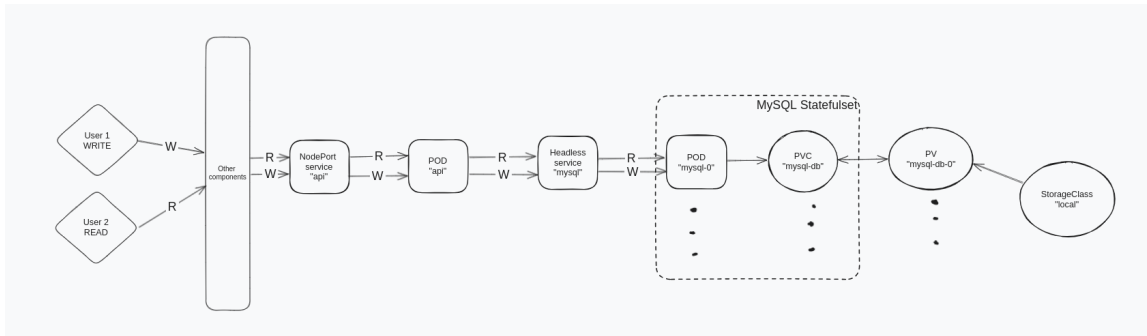 MySQL Statefulset
User 1
WRITE
W
User 2
READ
R
Other
components
R
W
NodePort
service
"api"
R
W
POD
"api"
R
W
Headless
service
"mysql"
R
W
POD
"mysql-0"
PVC
"mysql-db"
PV
"mysql-db-0"
StorageClass
"local"